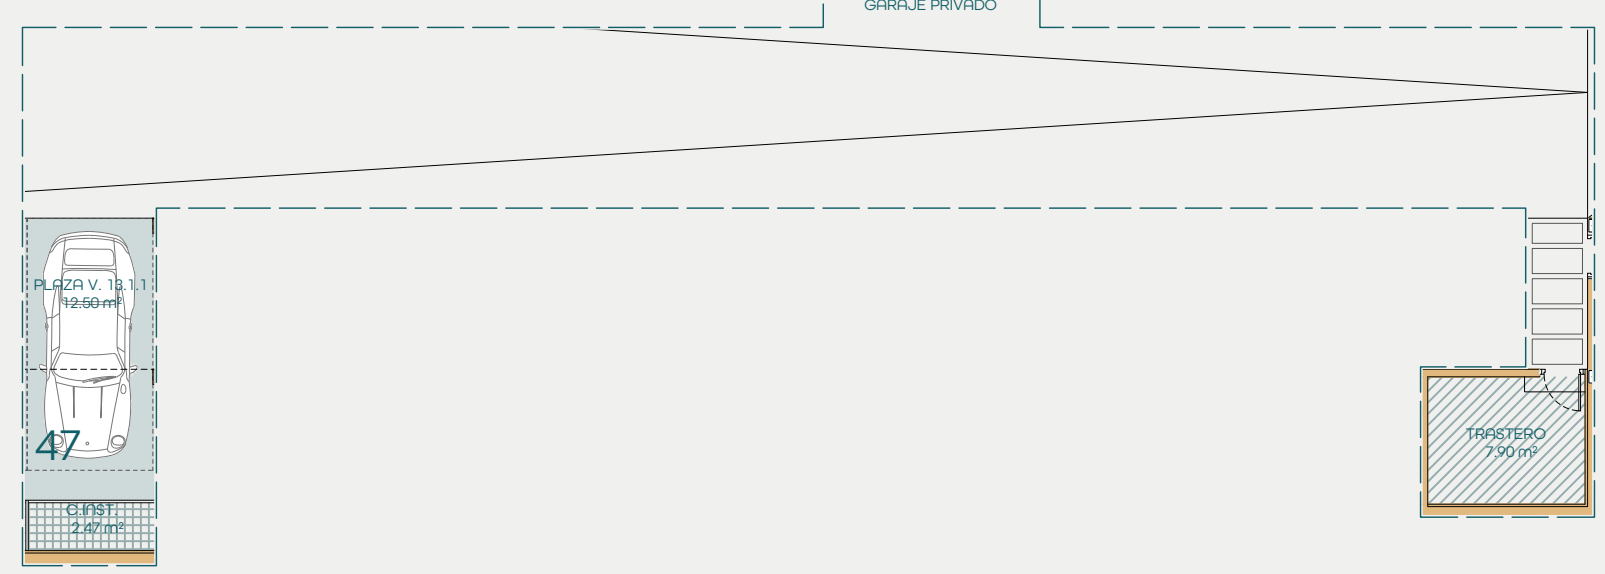 GARAJE PRIVADO
PLAZA V. 13.1.1
12.50 m²
47
C.INST.
2.47 m²
TRASTERO
7.90 m²